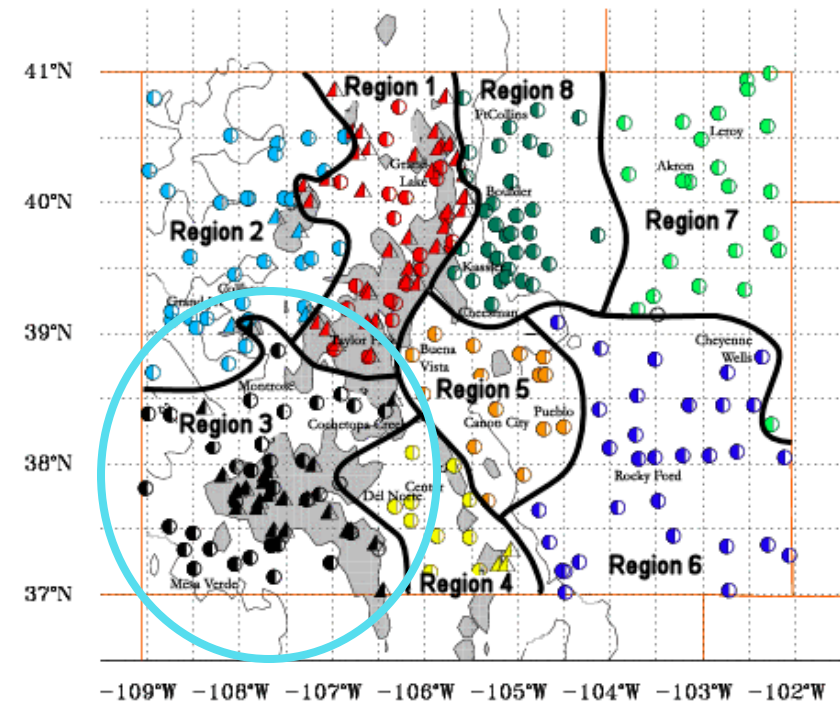 41°N
Region 1
Region 8
FtCollins
Leroy
Grand
Lake
Akron
40°N
Boulder
Region 7
Region 2
Kassler
Cheesman
39°N
Taylor
Buena
Vista
Cheyenne
Wells
Montrose
Region 5
Region 3
Cochetopa Creek
Canon City
Pueblo
38°N
Rocky Ford
Center
Del Norte
Region 6
Mesa Verde
Region 4
37°N
-109°W -108°W -107°W -106°W -105°W -104°W -103°W -102°W